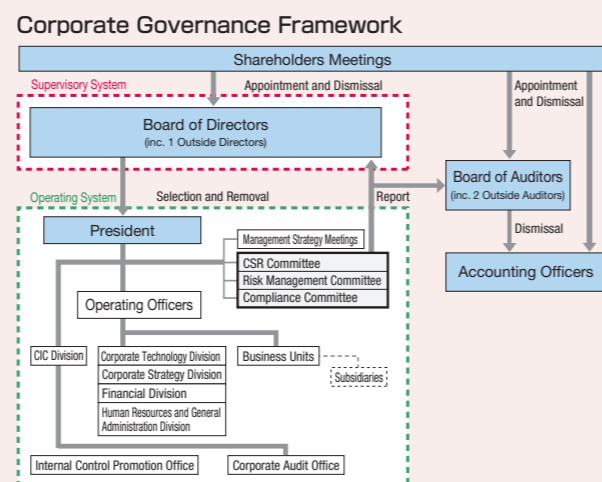 Corporate Governance Framework
Shareholders Meetings
Supervisory System
Appointment and Dismissal
Appointment
and Dismissal
Board of Directors
(inc. 1 Outside Directors)
Board of Auditors
(inc. 2 Outside Auditors)
Operating System
Selection and Removal
Report
Dismissal
President
Management Strategy Meetings
CSR Committee
Risk Management Committee
Compliance Committee
Accounting Officers
Operating Officers
CIC Division
Corporate Technology Division
Corporate Strategy Division
Financial Division
Human Resources and General
Administration Division
Business Units
Subsidiaries
Internal Control Promotion Office
Corporate Audit Office